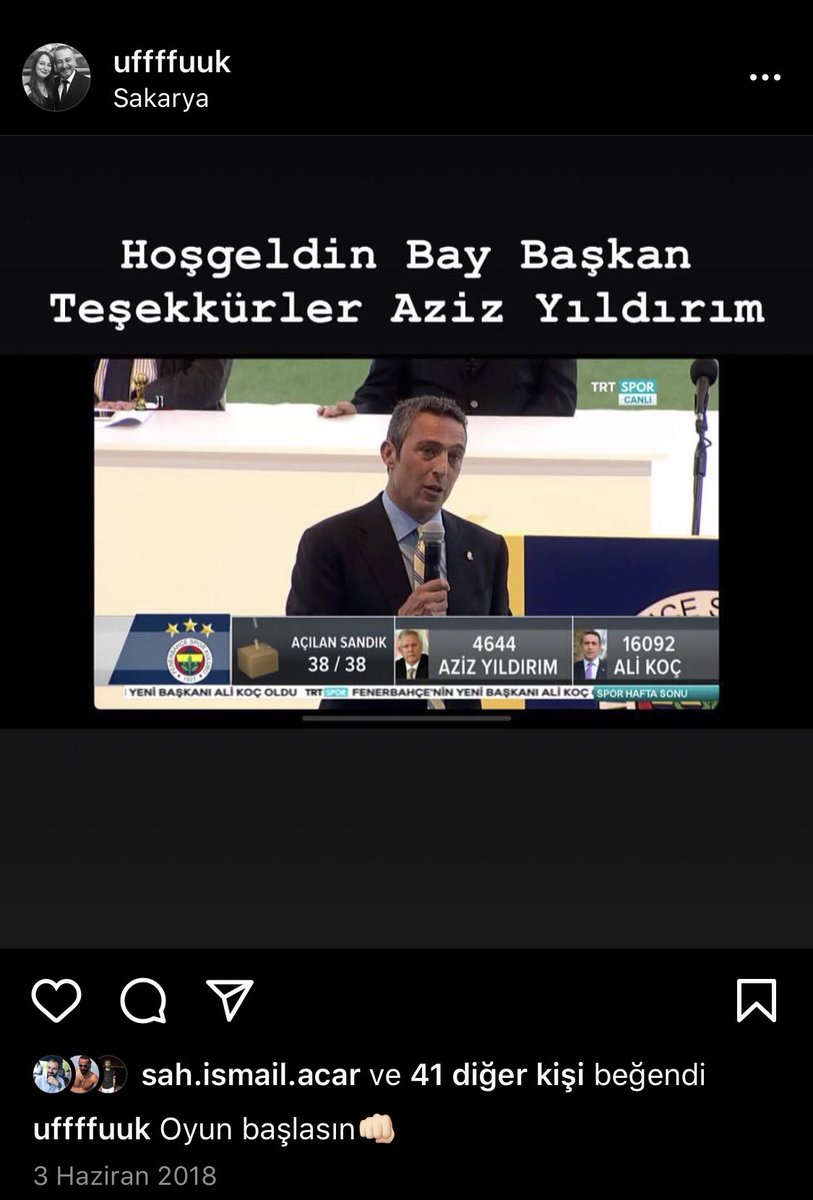 uffffuuk
Sakarya
Hoşgeldin Bay Başkan
Teşekkürler Aziz Yıldırım
TRT SPOR
CANLI
AÇILAN SANDIK
38 / 38
4644
AZİZ YILDIRIM
16092
ALİ KOÇ
YENİ BAŞKANI ALİ KOÇ OLDU TRT SPOR FENERBAHÇE'NİN YENİ BAŞKANI ALİ KOÇ
SPOR HAFTA SONU
sah.ismail.acar ve 41 diğer kişi beğendi
uffffuuk Oyun başlasın👊🏻
3 Haziran 2018